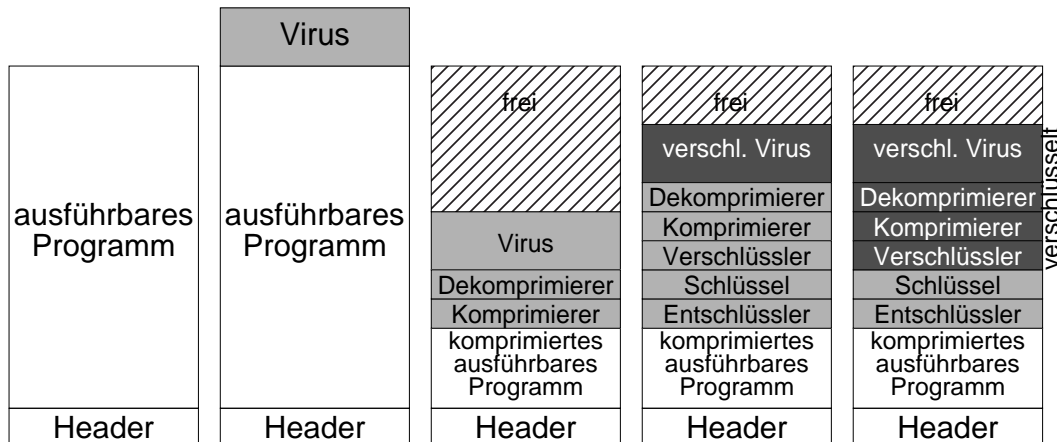 ausführbares
Programm
Header
Virus
ausführbares
Programm
Header
frei
Virus
Dekomprimierer
Komprimierer
komprimiertes
ausführbares
Programm
Header
frei
verschl. Virus
Dekomprimierer
Komprimierer
Verschlüssler
Schlüssel
Entschlüssler
komprimiertes
ausführbares
Programm
Header
frei
verschl. Virus
Dekomprimierer
Komprimierer
Verschlüssler
Schlüssel
Entschlüssler
komprimiertes
ausführbares
Programm
Header
verschlüsselt